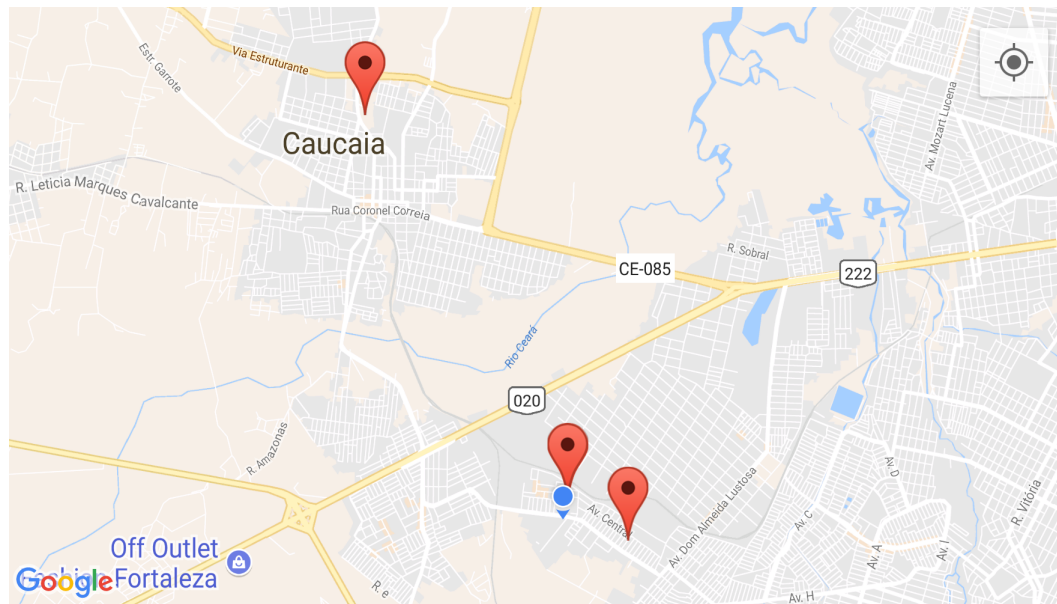 Via Estruturante
Estr. Garrote
Av. Mozart Lucena
Caucaia
R. Leticia Marques Cavalcante
Rua Coronel Correia
R. Sobral
CE-085
222
Rio Ceará
020
R. Amazonas
Av. Central
Av. Dom Almeida Lustosa
Av. D
Av. C
R. Vitória
Av. A
Av. I
Off Outlet
Fashion Fortaleza
Google
R. e
Av. H